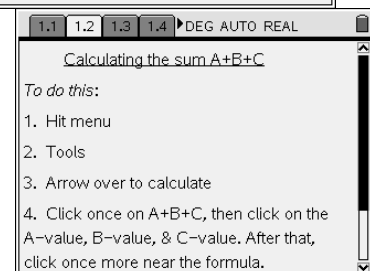 1.1 1.2 1.3 1.4 DEG AUTO REAL
Calculating the sum A+B+C
To do this:
1. Hit menu
2. Tools
3. Arrow over to calculate
4. Click once on A+B+C, then click on the
A-value, B-value, & C-value. After that,
click once more near the formula.